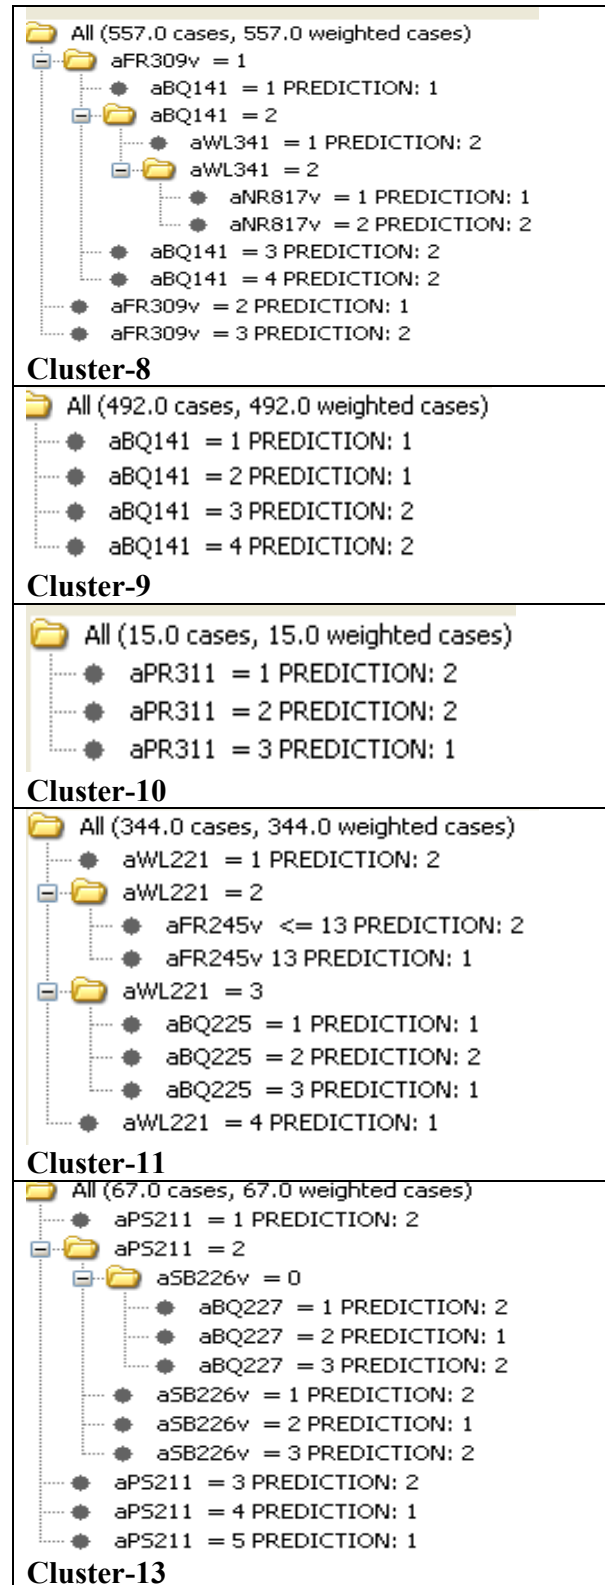 All (557.0 cases, 557.0 weighted cases)
aFR309v = 1
aBQ141 = 1 PREDICTION: 1
aBQ141 = 2
aWL341 = 1 PREDICTION: 2
aWL341 = 2
aNR817v = 1 PREDICTION: 1
aNR817v = 2 PREDICTION: 2
aBQ141 = 3 PREDICTION: 2
aBQ141 = 4 PREDICTION: 2
aFR309v = 2 PREDICTION: 1
aFR309v = 3 PREDICTION: 2
Cluster-8
All (492.0 cases, 492.0 weighted cases)
aBQ141 = 1 PREDICTION: 1
aBQ141 = 2 PREDICTION: 1
aBQ141 = 3 PREDICTION: 2
aBQ141 = 4 PREDICTION: 2
Cluster-9
All (15.0 cases, 15.0 weighted cases)
aPR311 = 1 PREDICTION: 2
aPR311 = 2 PREDICTION: 2
aPR311 = 3 PREDICTION: 1
Cluster-10
All (344.0 cases, 344.0 weighted cases)
aWL221 = 1 PREDICTION: 2
aWL221 = 2
aFR245v <= 13 PREDICTION: 2
aFR245v 13 PREDICTION: 1
aWL221 = 3
aBQ225 = 1 PREDICTION: 1
aBQ225 = 2 PREDICTION: 2
aBQ225 = 3 PREDICTION: 1
aWL221 = 4 PREDICTION: 1
Cluster-11
All (67.0 cases, 67.0 weighted cases)
aPS211 = 1 PREDICTION: 2
aPS211 = 2
aSB226v = 0
aBQ227 = 1 PREDICTION: 2
aBQ227 = 2 PREDICTION: 1
aBQ227 = 3 PREDICTION: 2
aSB226v = 1 PREDICTION: 2
aSB226v = 2 PREDICTION: 1
aSB226v = 3 PREDICTION: 2
aPS211 = 3 PREDICTION: 2
aPS211 = 4 PREDICTION: 1
aPS211 = 5 PREDICTION: 1
Cluster-13